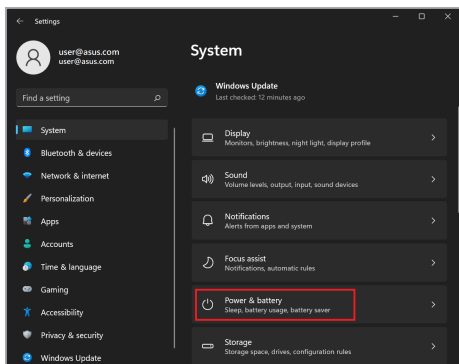 Settings
user@asus.com
user@asus.com
Find a setting
System
Bluetooth & devices
Network & internet
Personalization
Apps
Accounts
Time & language
Gaming
Accessibility
Privacy & security
Windows Update
System
Windows Update
Last checked: 12 minutes ago
Display
Monitors, brightness, night light, display profile
Sound
Volume levels, output, input, sound devices
Notifications
Alerts from apps and system
Focus assist
Notifications, automatic rules
Power & battery
Sleep, battery usage, battery saver
Storage
Storage space, drives, configuration rules